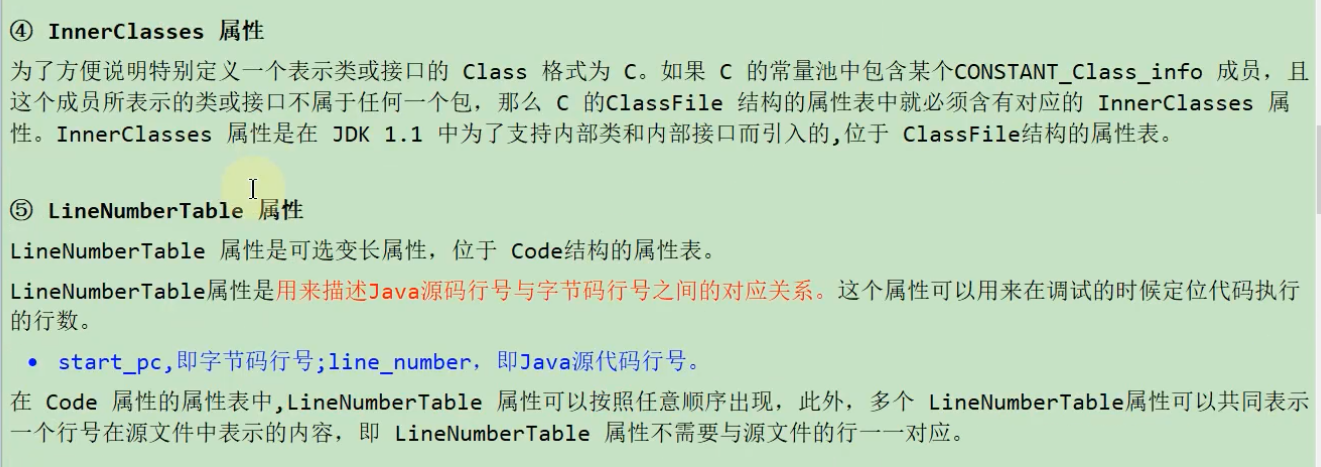 ④ InnerClasses 属性
为了方便说明特别定义一个表示类或接口的 Class 格式为 C。如果 C 的常量池中包含某个CONSTANT_Class_info 成员，且
这个成员所表示的类或接口不属于任何一个包，那么 C 的ClassFile 结构的属性表中就必须含有对应的 InnerClasses 属
性。InnerClasses 属性是在 JDK 1.1 中为了支持内部类和内部接口而引入的,位于 ClassFile结构的属性表。
⑤ LineNumberTable 属性
LineNumberTable 属性是可选变长属性，位于 Code结构的属性表。
LineNumberTable属性是用来描述Java源码行号与字节码行号之间的对应关系。这个属性可以用来在调试的时候定位代码执行
的行数。
• start_pc,即字节码行号;line_number，即Java源代码行号。
在 Code 属性的属性表中,LineNumberTable 属性可以按照任意顺序出现，此外，多个 LineNumberTable属性可以共同表示
一个行号在源文件中表示的内容，即 LineNumberTable 属性不需要与源文件的行一一对应。